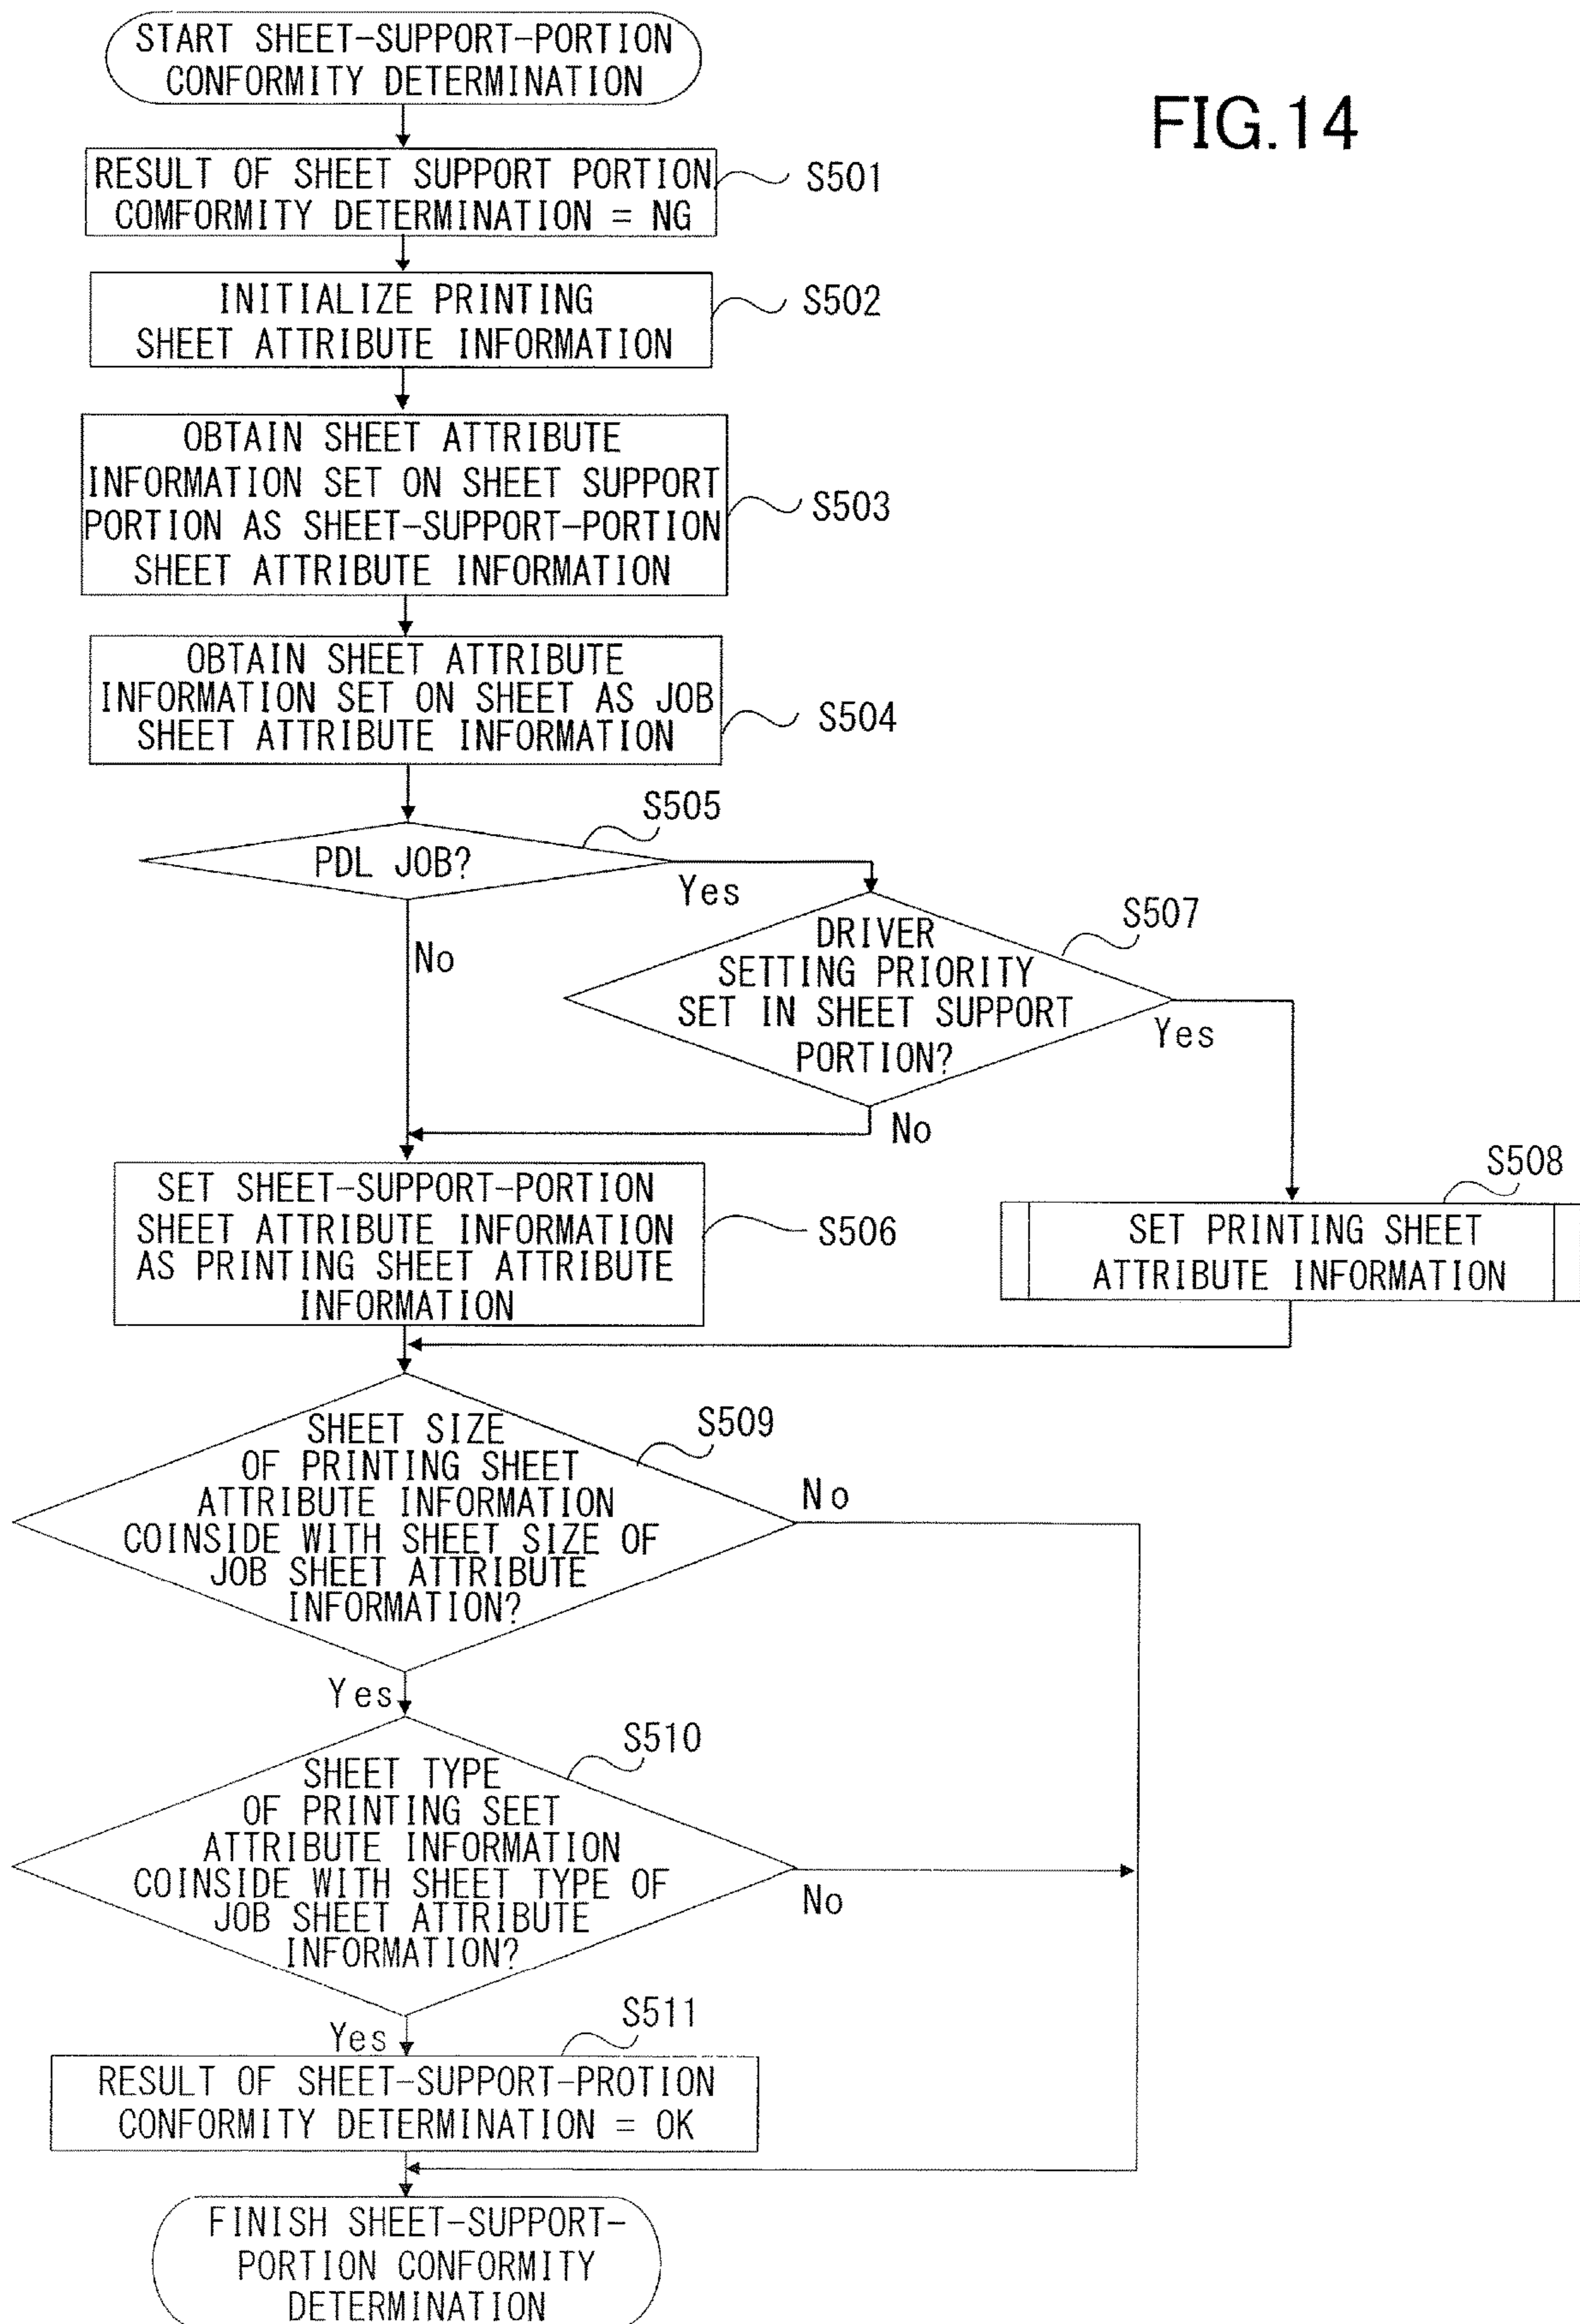 FIG.14
START SHEET-SUPPORT-PORTION
CONFORMITY DETERMINATION
RESULT OF SHEET SUPPORT PORTION
COMFORMITY DETERMINATION = NG
S501
INITIALIZE PRINTING
SHEET ATTRIBUTE INFORMATION
S502
OBTAIN SHEET ATTRIBUTE
INFORMATION SET ON SHEET SUPPORT
PORTION AS SHEET-SUPPORT-PORTION
SHEET ATTRIBUTE INFORMATION
S503
OBTAIN SHEET ATTRIBUTE
INFORMATION SET ON SHEET AS JOB
SHEET ATTRIBUTE INFORMATION
S504
S505
PDL JOB?
Yes
No
S507
DRIVER
SETTING PRIORITY
SET IN SHEET SUPPORT
PORTION?
Yes
No
SET SHEET-SUPPORT-PORTION
SHEET ATTRIBUTE INFORMATION
AS PRINTING SHEET ATTRIBUTE
INFORMATION
S506
S508
SET PRINTING SHEET
ATTRIBUTE INFORMATION
S509
SHEET SIZE
OF PRINTING SHEET
ATTRIBUTE INFORMATION
COINSIDE WITH SHEET SIZE OF
JOB SHEET ATTRIBUTE
INFORMATION?
No
Yes
S510
SHEET TYPE
OF PRINTING SEET
ATTRIBUTE INFORMATION
COINSIDE WITH SHEET TYPE OF
JOB SHEET ATTRIBUTE
INFORMATION?
No
Yes
S511
RESULT OF SHEET-SUPPORT-PROTION
CONFORMITY DETERMINATION = OK
FINISH SHEET-SUPPORT-
PORTION CONFORMITY
DETERMINATION